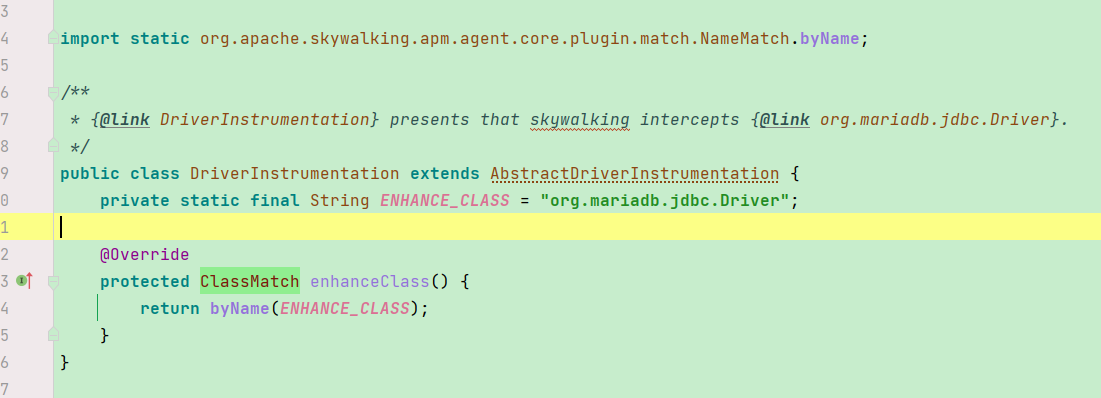 3
4 import static org.apache.skywalking.apm.agent.core.plugin.match.NameMatch.byName;
5
6 /**
7 * {@link DriverInstrumentation} presents that skywalking intercepts {@link org.mariadb.jdbc.Driver}.
8 */
9 public class DriverInstrumentation extends AbstractDriverInstrumentation {
0 private static final String ENHANCE_CLASS = "org.mariadb.jdbc.Driver";
1
2 @Override
3 protected ClassMatch enhanceClass() {
4 return byName(ENHANCE_CLASS);
5 }
6 }
7